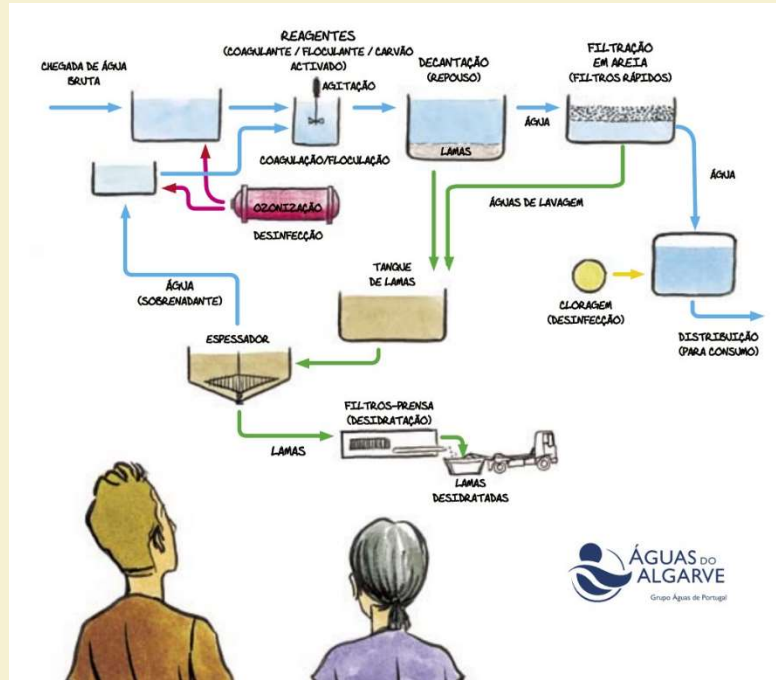 CHEGADA DE ÁGUA
BRUTA
REAGENTES
(COAGULANTE / FLOCULANTE / CARVÃO
ACTIVADO)
AGITAÇÃO
COAGULAÇÃO/FLOCULAÇÃO
DECANTAÇÃO
(REPOUSO)
LAMAS
ÁGUA
FILTRAÇÃO
EM AREIA
(FILTROS RÁPIDOS)
ÁGUA
OZONIZAÇÃO
DESINFECÇÃO
ÁGUAS DE LAVAGEM
ÁGUA
(SOBRENADANTE)
TANQUE
DE LAMAS
CLORAGEM
(DESINFECÇÃO)
DISTRIBUIÇÃO
(PARA CONSUMO)
ESPESSADOR
LAMAS
FILTROS-PRENSA
(DESIDRATAÇÃO)
LAMAS
DESIDRATADAS
ÁGUAS DO
ALGARVE
Grupo Águas de Portugal